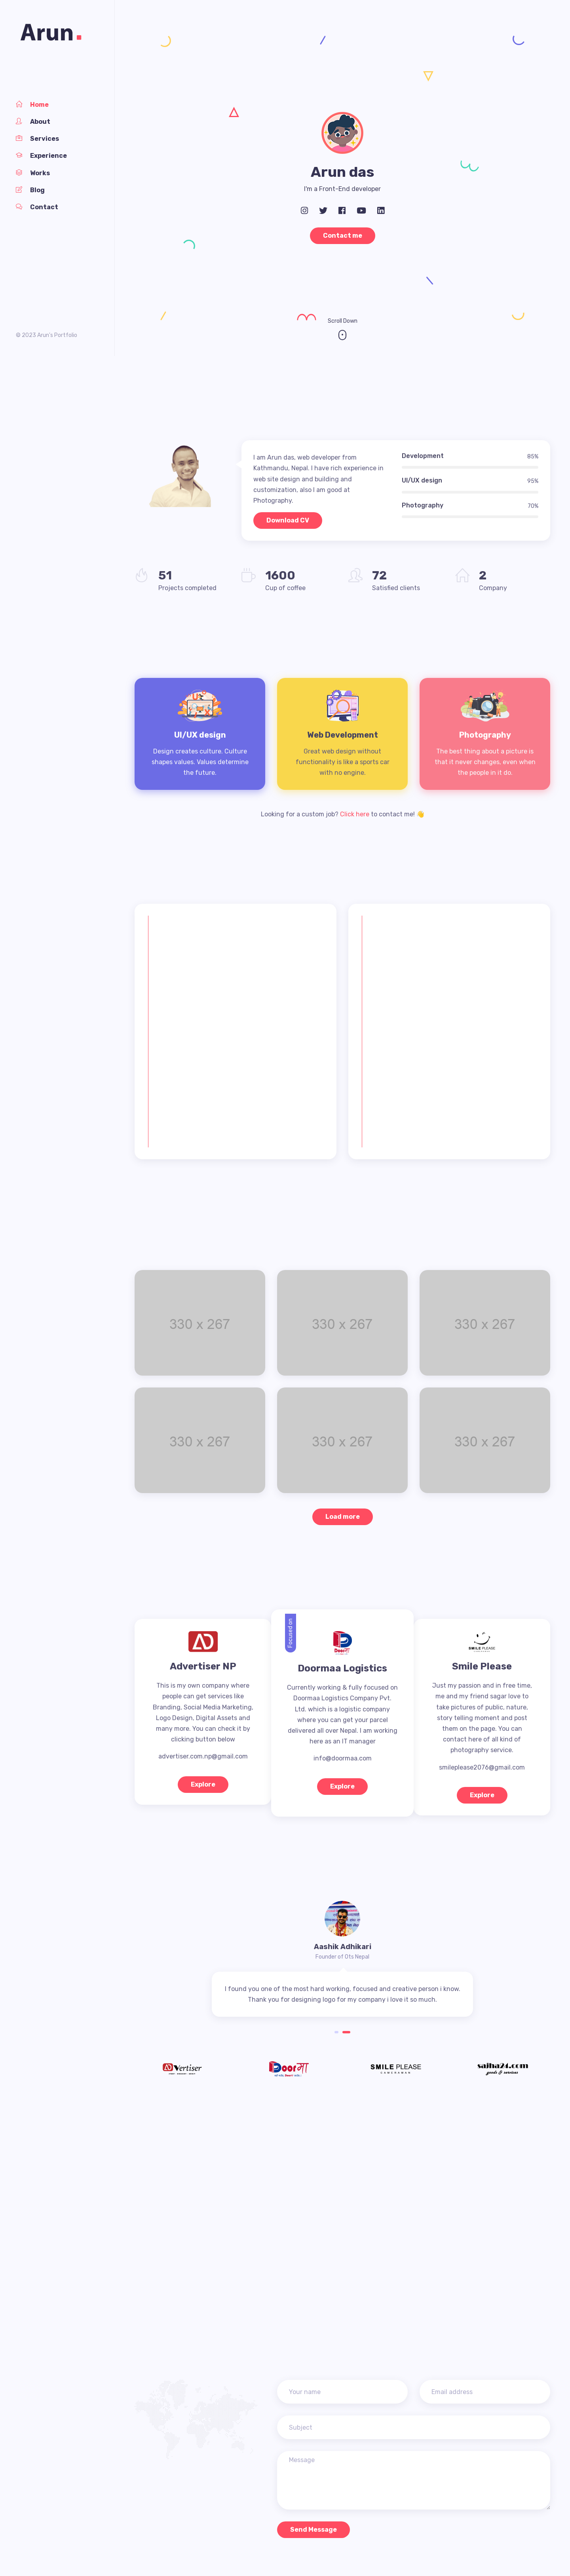 Arun.
Home
About
Services
Experience
Works
Blog
Contact
© 2023 Arun's Portfolio
Arun das
I'm a Front-End developer
Contact me
Scroll Down
I am Arun das, web developer from
Kathmandu, Nepal. I have rich experience in
web site design and building and
customization, also I am good at
Photography.
Download CV
Development 85%
UI/UX design 95%
Photography 70%
51
Projects completed
1600
Cup of coffee
72
Satisfied clients
2
Company
UI/UX design
Design creates culture. Culture
shapes values. Values determine
the future.
Web Development
Great web design without
functionality is like a sports car
with no engine.
Photography
The best thing about a picture is
that it never changes, even when
the people in it do.
Looking for a custom job? Click here to contact me! 👋
330 x 267
330 x 267
330 x 267
330 x 267
330 x 267
330 x 267
Load more
Advertiser NP
This is my own company where
people can get services like
Branding, Social Media Marketing,
Logo Design, Digital Assets and
many more. You can check it by
clicking button below
advertiser.com.np@gmail.com
Explore
Focused on
Doormaa Logistics
Currently working & fully focused on
Doormaa Logistics Company Pvt.
Ltd. which is a logistic company
where you can get your parcel
delivered all over Nepal. I am working
here as an IT manager
info@doormaa.com
Explore
SMILE PLEASE
Smile Please
Just my passion and in free time,
me and my friend sagar love to
take pictures of public, nature,
story telling moment and post
them on the page. You can
contact here of all kind of
photography service.
smileplease2076@gmail.com
Explore
Aashik Adhikari
Founder of Ots Nepal
I found you one of the most hard working, focused and creative person i know.
Thank you for designing logo for my company i love it so much.
ADVertiser
Doorमा
SMILE PLEASE
CAMERAMAN
saiha24.com
goods & services
Your name
Email address
Subject
Message
Send Message